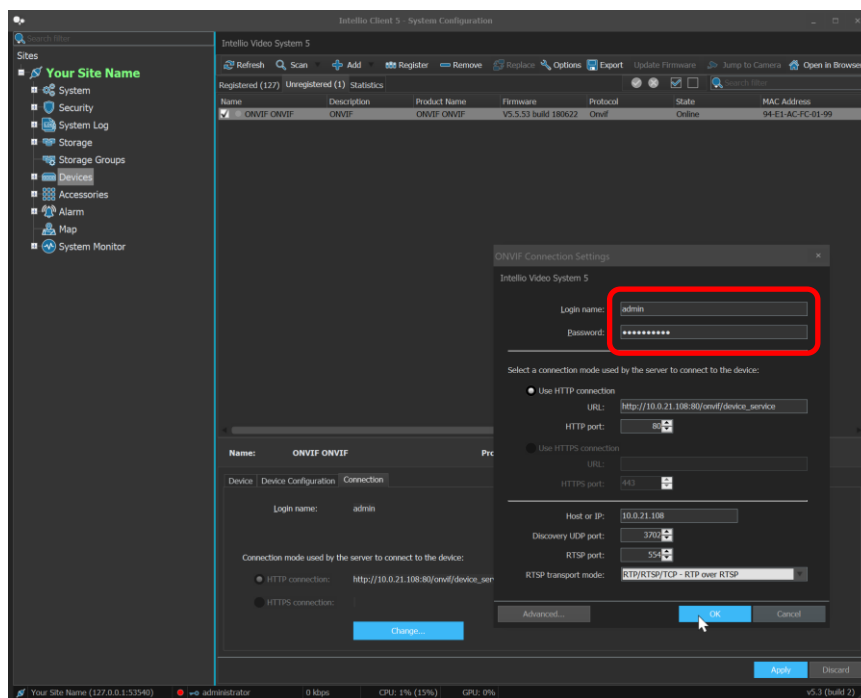 Intellio Client 5 - System Configuration
Search filter
Sites
Your Site Name
System
Security
System Log
Storage
Storage Groups
Devices
Accessories
Alarm
Map
System Monitor
Intellio Video System 5
Refresh Scan Add Register Remove Replace Options Export Update Firmware Jump to Camera Open in Browser
Registered (127) Unregistered (1) Statistics Search filter
Name Description Product Name Firmware Protocol State MAC Address
ONVIF ONVIF ONVIF ONVIF ONVIF V5.5.53 build 180622 Onvif Online 94-E1-AC-FC-01-99
Name: ONVIF ONVIF Pro
Device Device Configuration Connection
Login name: admin
Connection mode used by the server to connect to the device:
HTTP connection: http://10.0.21.108:80/onvif/device_ser
HTTPS connection:
Change...
ONVIF Connection Settings
Intellio Video System 5
Login name: admin
Password: ••••••••••
Select a connection mode used by the server to connect to the device:
Use HTTP connection
URL: http://10.0.21.108:80/onvif/device_service
HTTP port: 80
Use HTTPS connection
URL:
HTTPS port: 443
Host or IP: 10.0.21.108
Discovery UDP port: 3702
RTSP port: 554
RTSP transport mode: RTP/RTSP/TCP - RTP over RTSP
Advanced... OK Cancel
Apply Discard
Your Site Name (127.0.0.1:53540) administrator 0 kbps CPU: 1% (15%) GPU: 0% v5.3 (build 2)